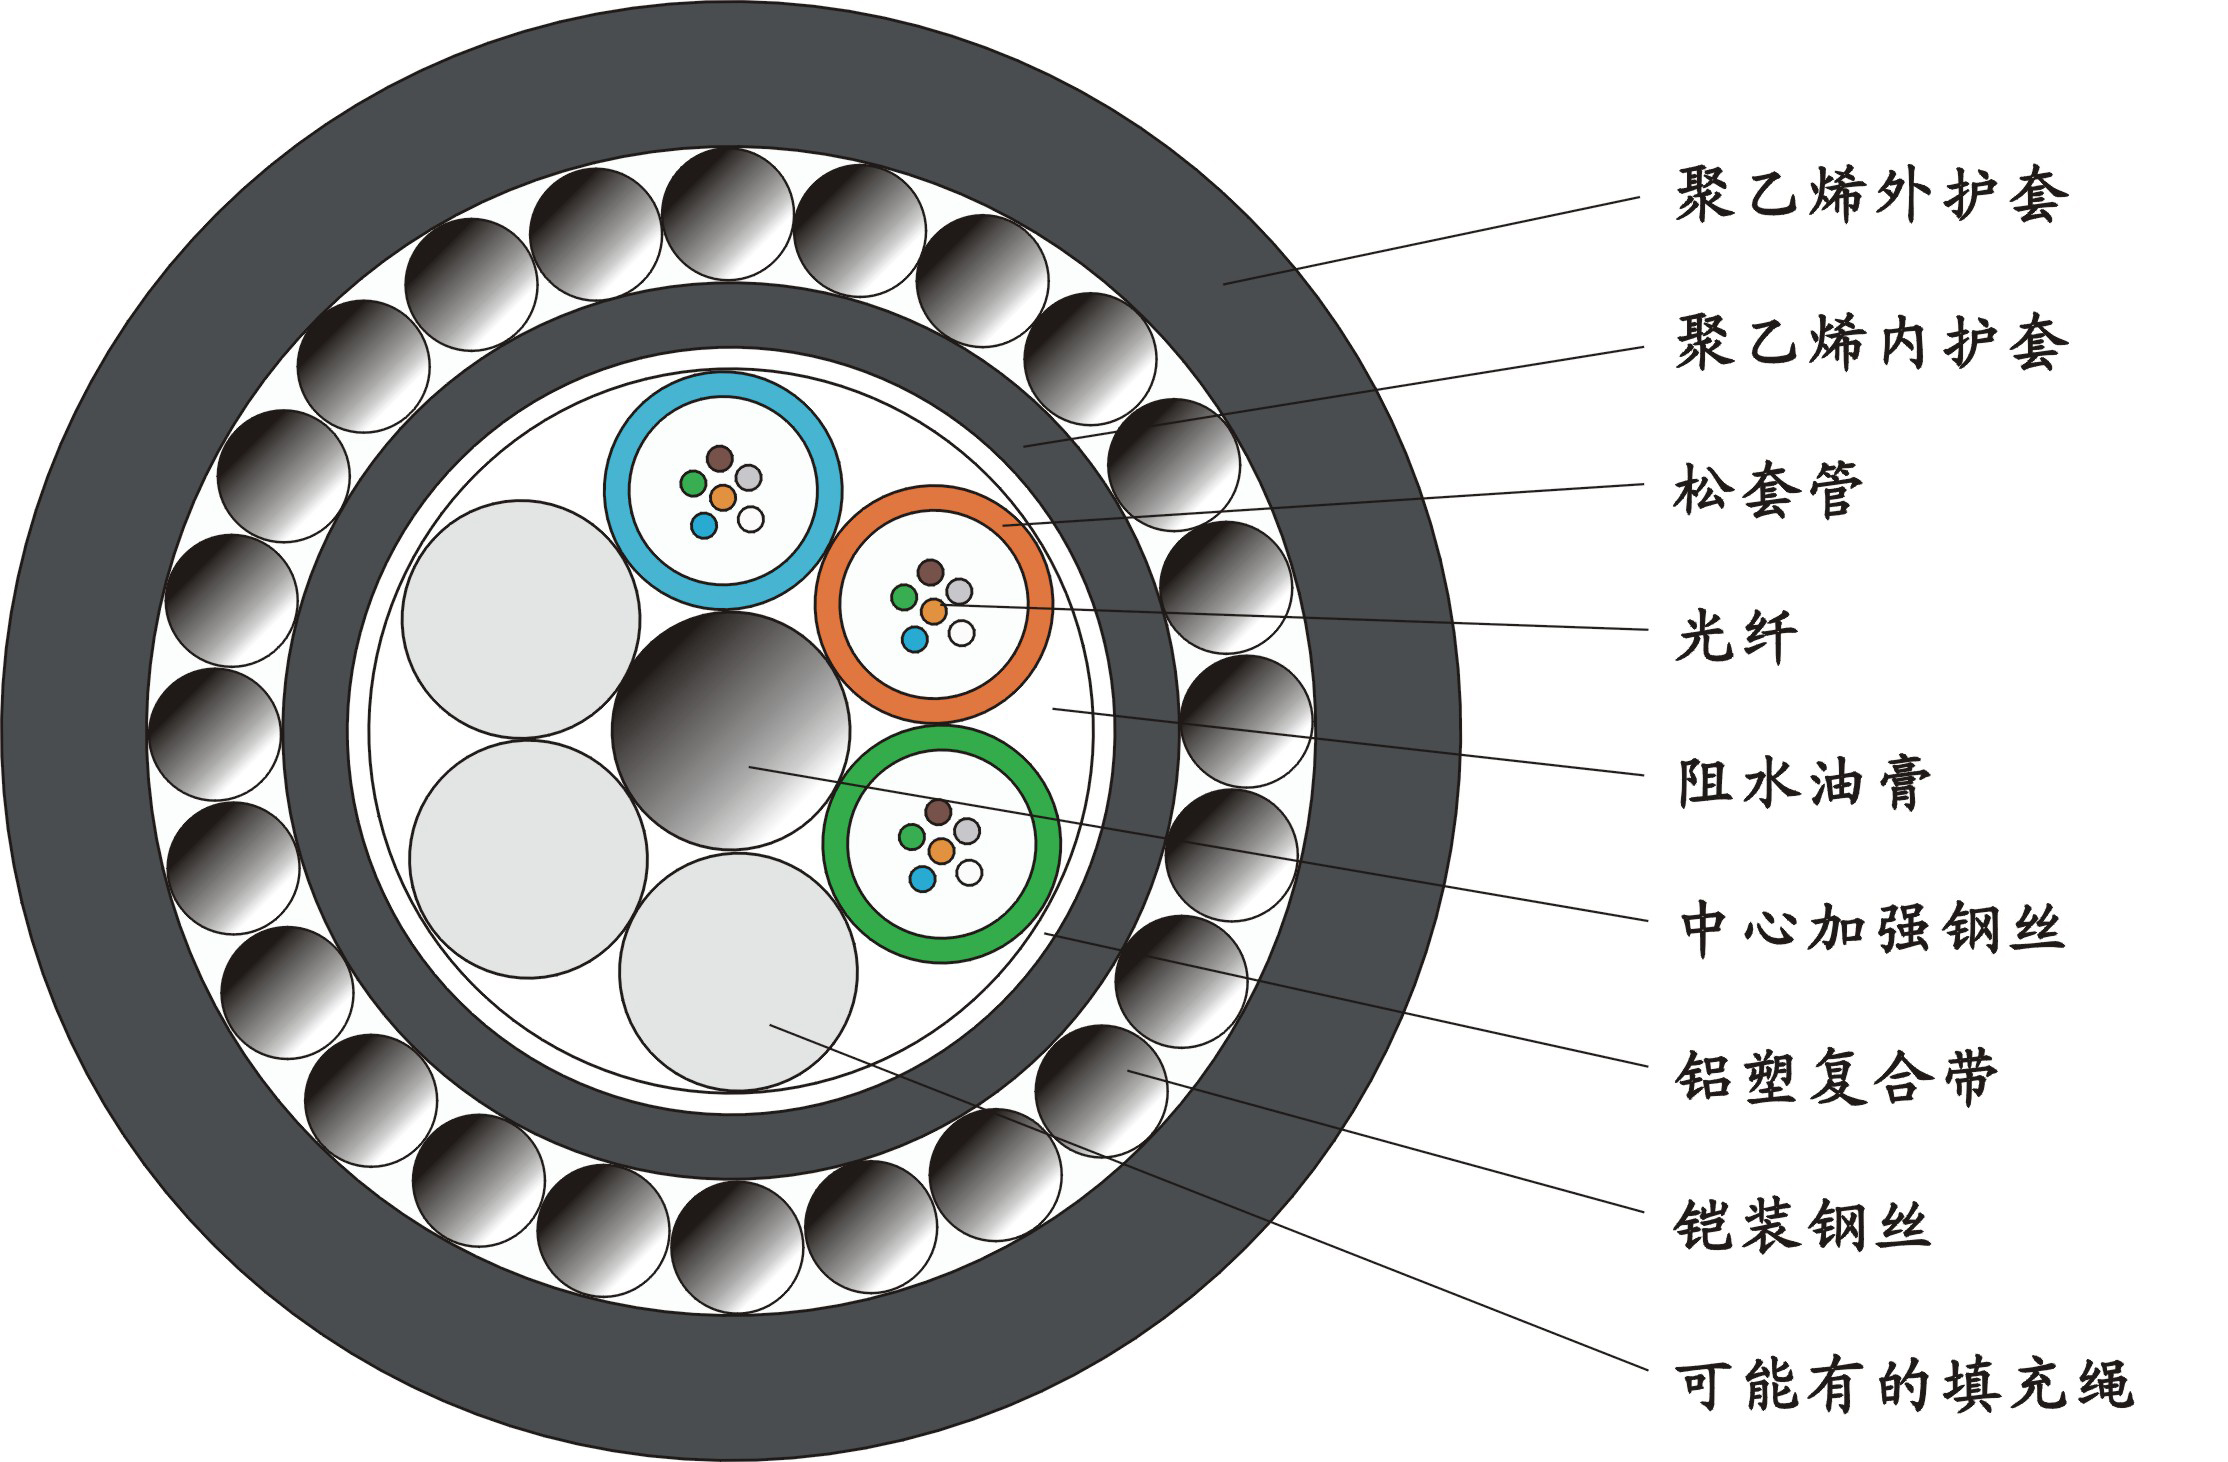 聚乙烯外护套
聚乙烯内护套
松套管
光纤
阻水油膏
中心加强钢丝
铝塑复合带
铠装钢丝
可能有的填充绳